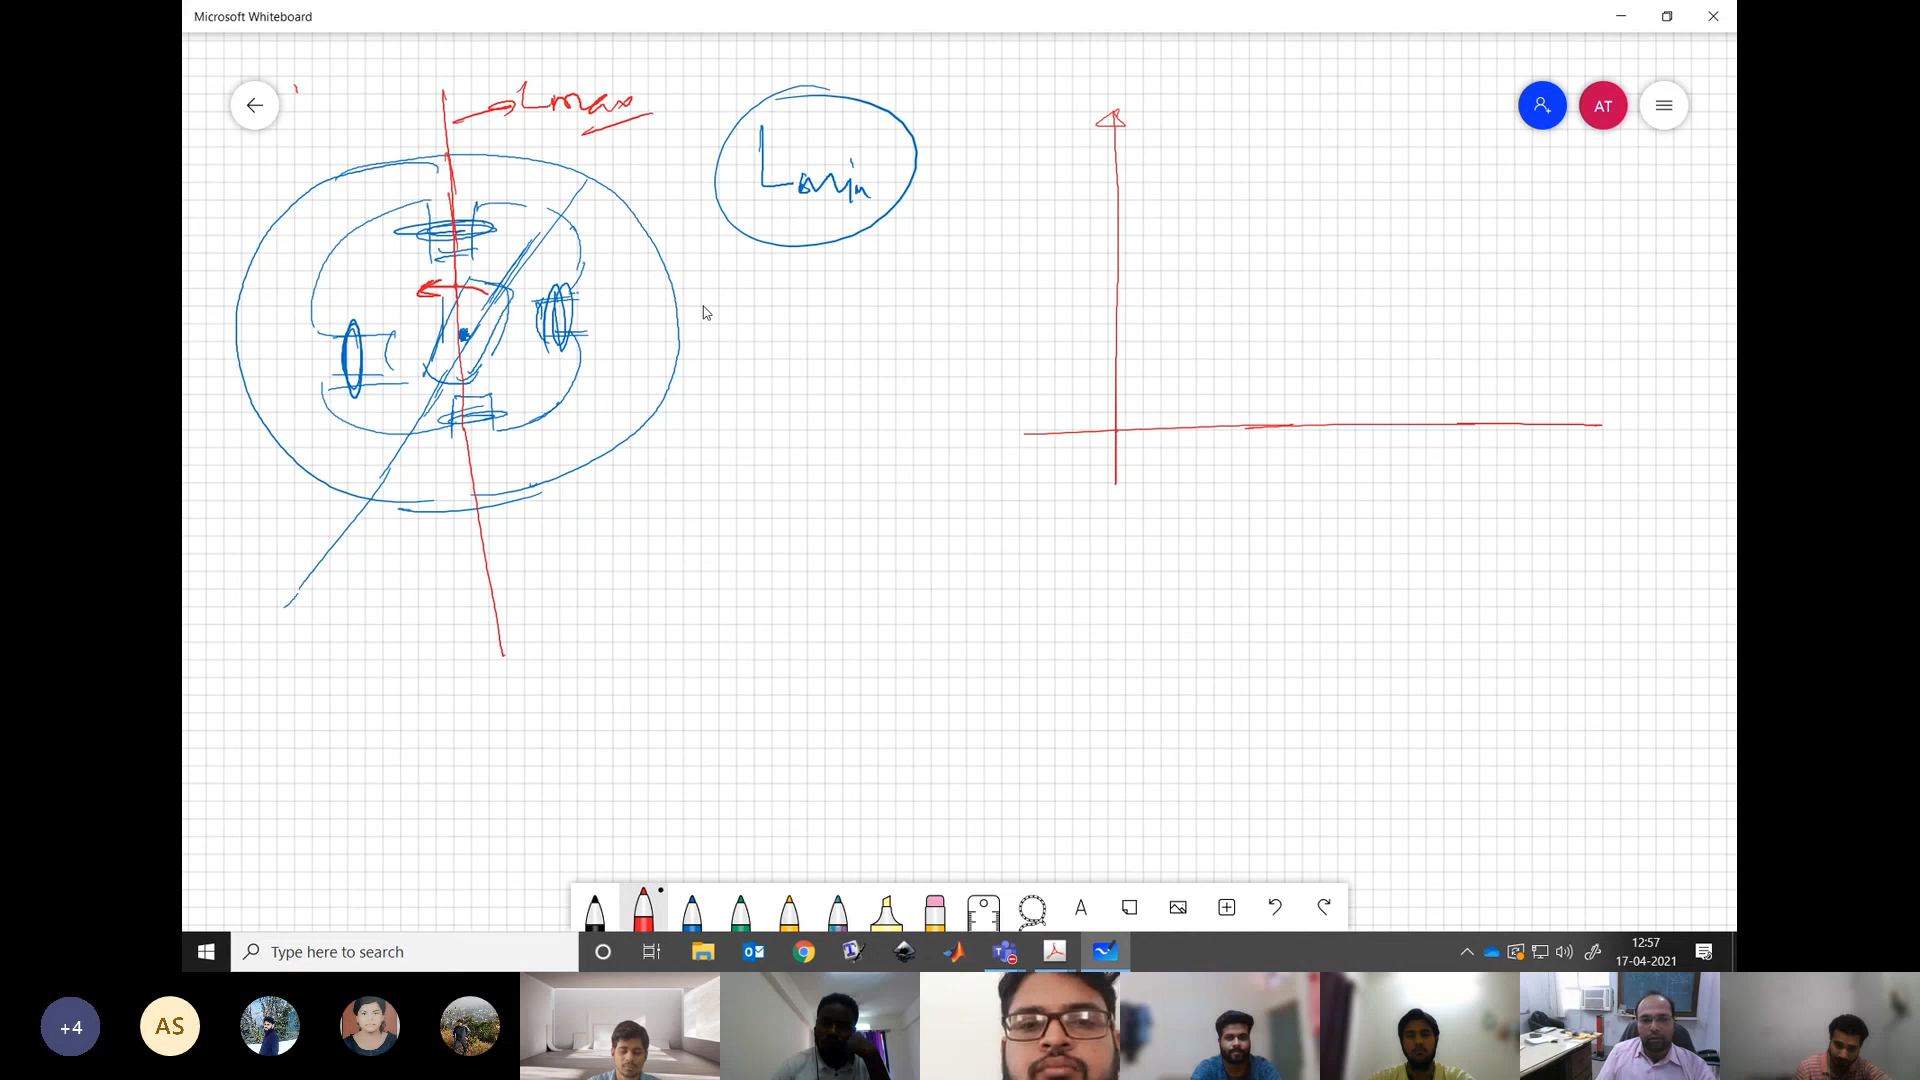 Microsoft Whiteboard
Lmax
Lmin
AT
A
Type here to search
12:57
17-04-2021
+4
AS